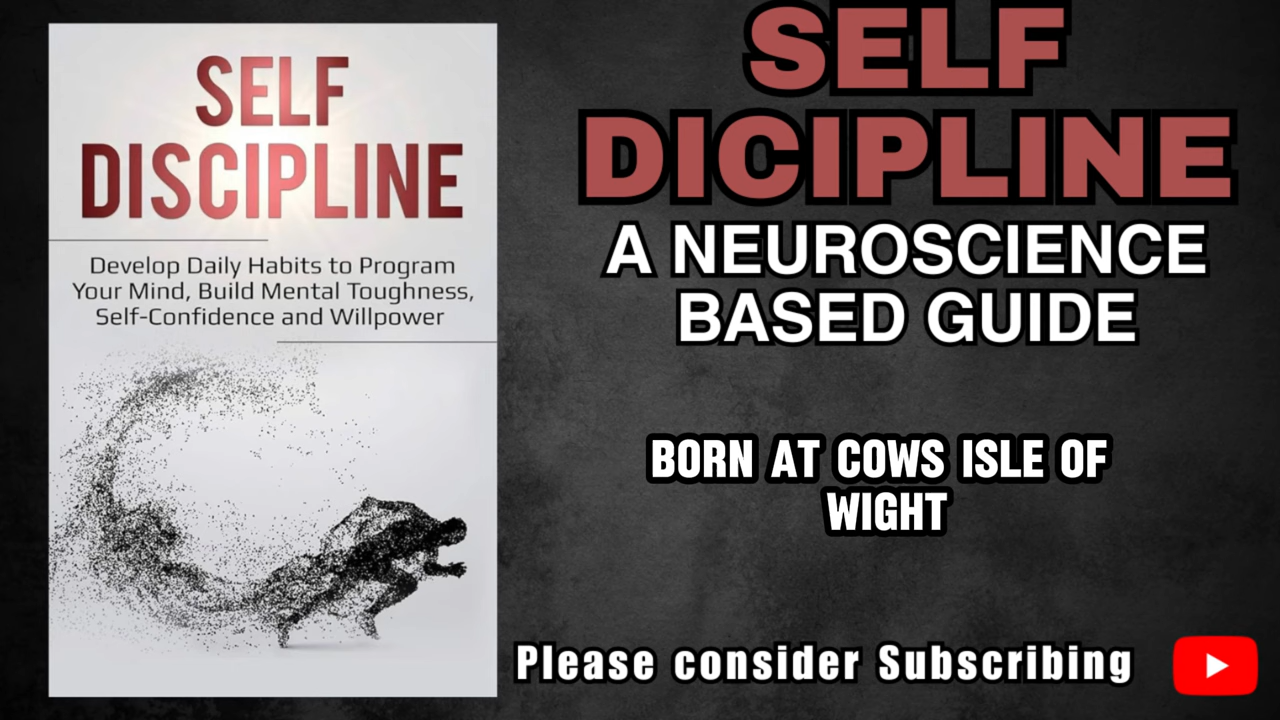 SELF
DISCIPLINE
Develop Daily Habits to Program
Your Mind, Build Mental Toughness,
Self-Confidence and Willpower
SELF
DICIPLINE
A NEUROSCIENCE
BASED GUIDE
BORN AT COWS ISLE OF
WIGHT
Please consider Subscribing